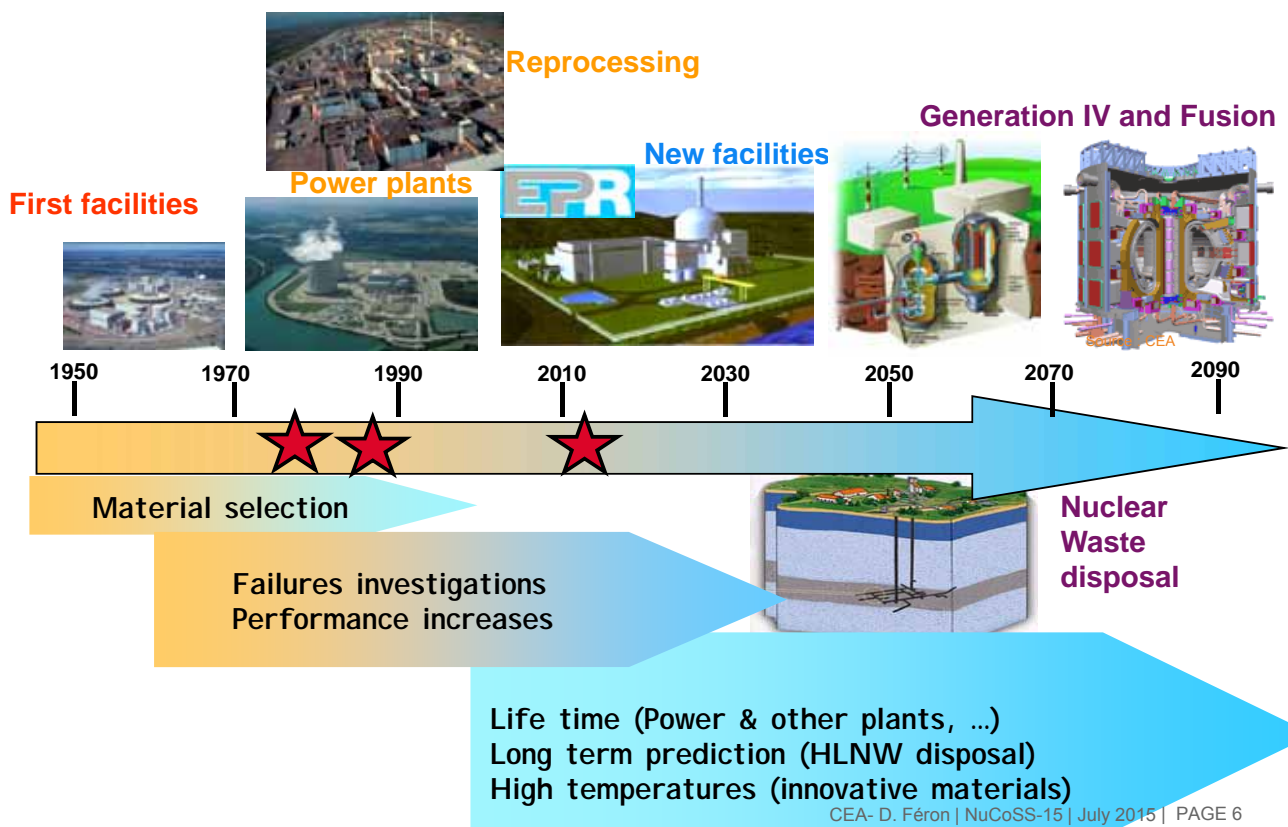 Reprocessing
Generation IV and Fusion
New facilities
EPR
Power plants
First facilities
Source : CEA
1950
1970
1990
2010
2030
2050
2070
2090
Material selection
Nuclear
Waste
disposal
Failures investigations
Performance increases
Life time (Power & other plants, …)
Long term prediction (HLNW disposal)
High temperatures (innovative materials)
CEA- D. Féron | NuCoSS-15 | July 2015 | PAGE 6